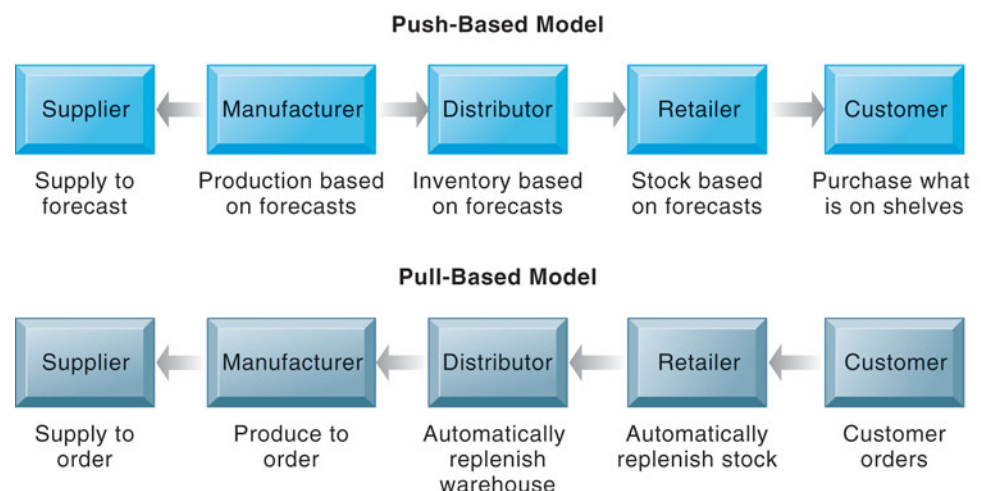 Push-Based Model
Supplier Manufacturer Distributor Retailer Customer
Supply to Production based Inventory based Stock based Purchase what
forecast on forecasts on forecasts on forecasts is on shelves
Pull-Based Model
Supplier Manufacturer Distributor Retailer Customer
Supply to Produce to Automatically Automatically Customer
order order replenish replenish stock orders
warehouse